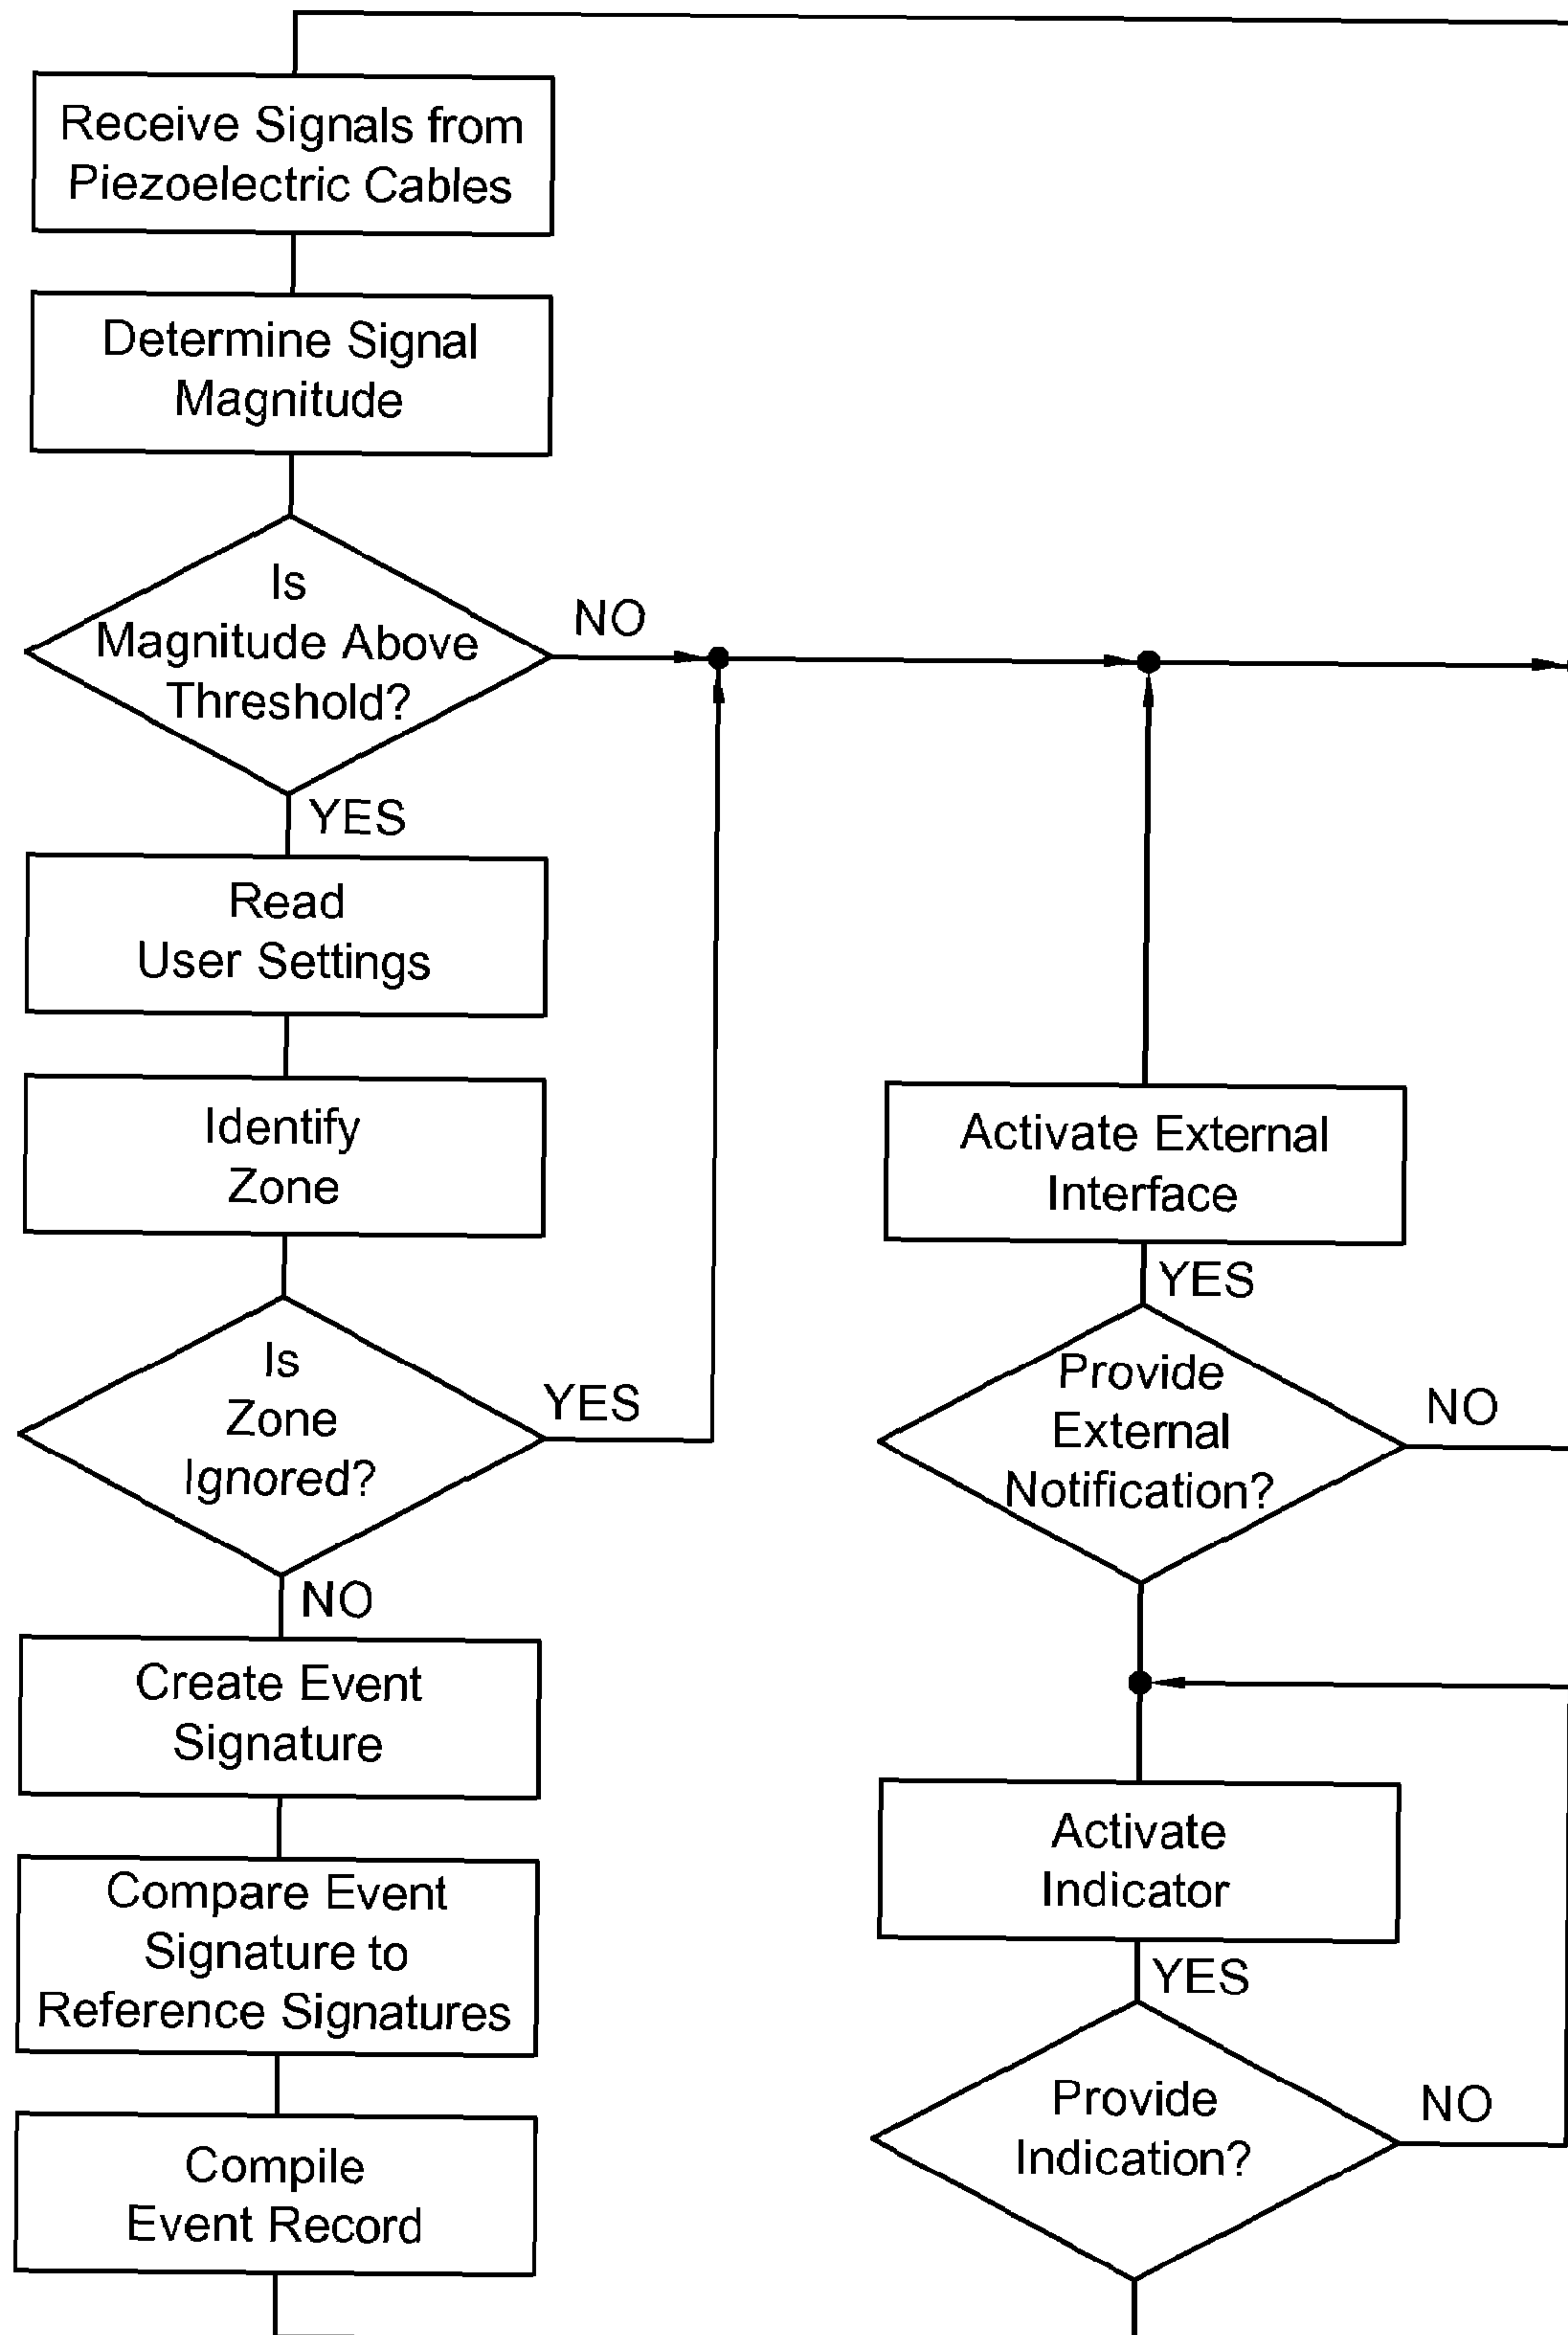 Receive Signals from
Piezoelectric Cables
Determine Signal
Magnitude
Is
Magnitude Above
Threshold?
NO
YES
Read
User Settings
Identify
Zone
Is
Zone
Ignored?
YES
NO
Create Event
Signature
Compare Event
Signature to
Reference Signatures
Compile
Event Record
Activate External
Interface
YES
Provide
External
Notification?
NO
Activate
Indicator
YES
Provide
Indication?
NO